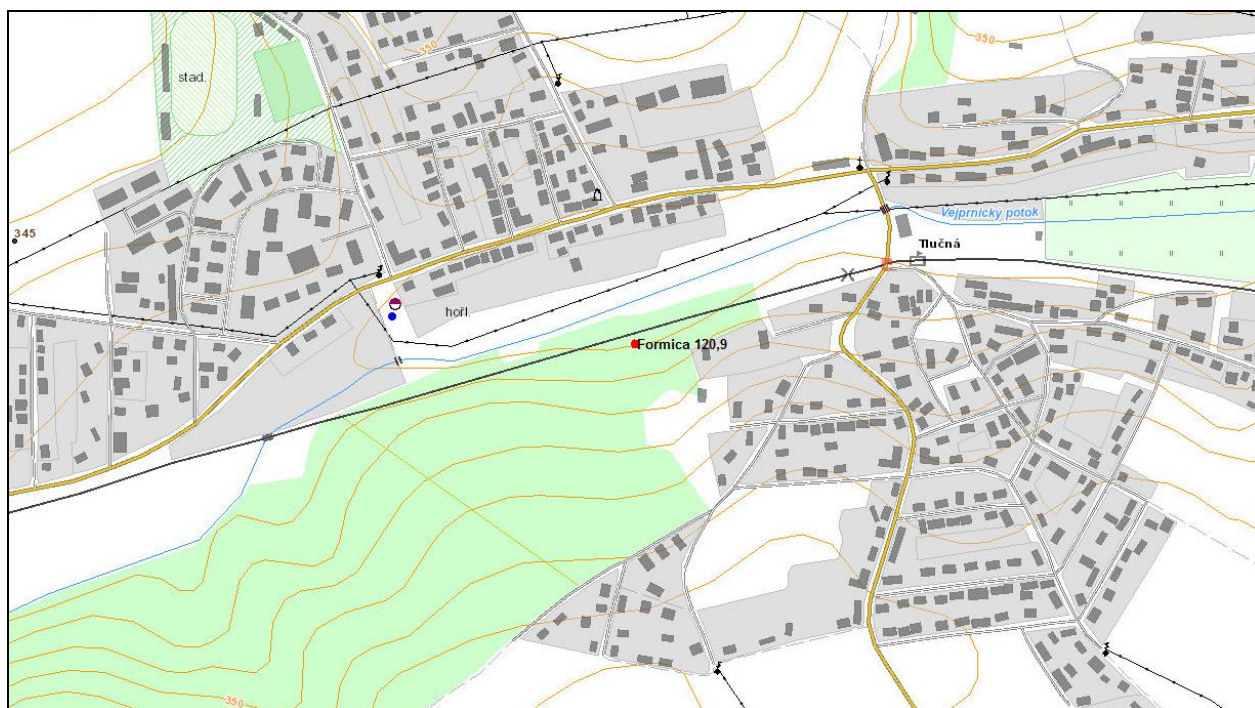 350
350
stad.
345
Vejprnický potok
Tlučná
hořl.
Formica 120,9
350